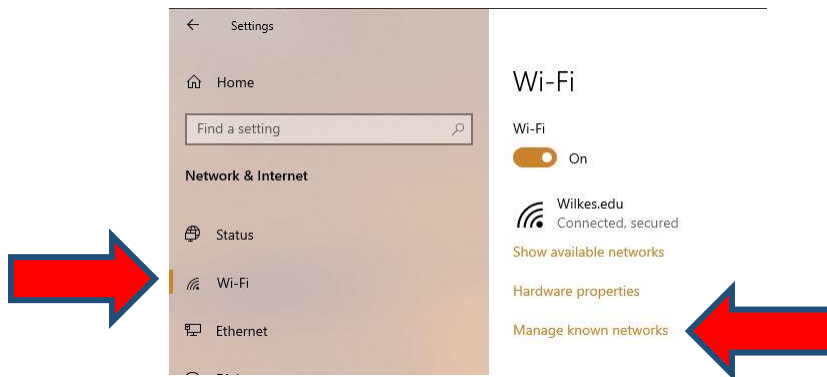 Settings
Home
Find a setting
Network & Internet
Status
Wi-Fi
Ethernet
Wi-Fi
Wi-Fi
On
Wilkes.edu
Connected, secured
Show available networks
Hardware properties
Manage known networks